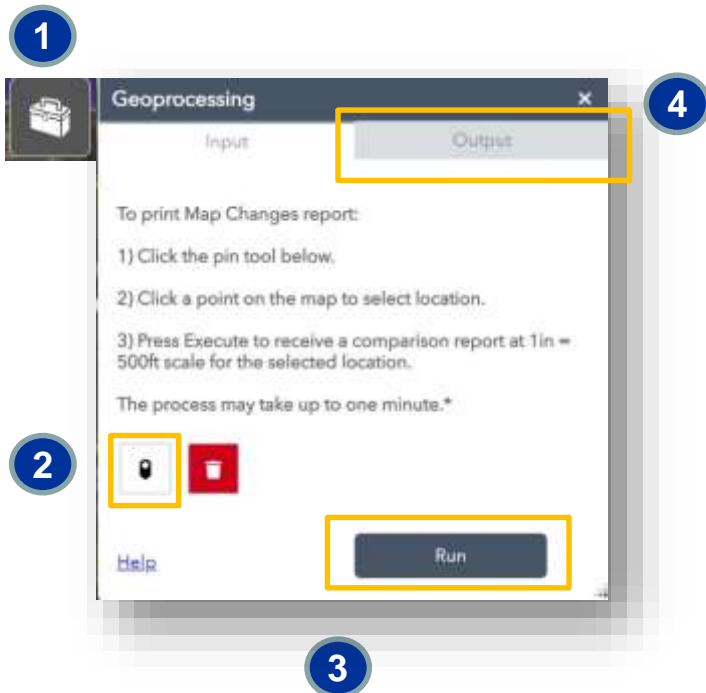 1
Geoprocessing ×
4
Input Output
To print Map Changes report:
1) Click the pin tool below.
2) Click a point on the map to select location.
3) Press Execute to receive a comparison report at 1in =
500ft scale for the selected location.
The process may take up to one minute.*
2
Help Run
3